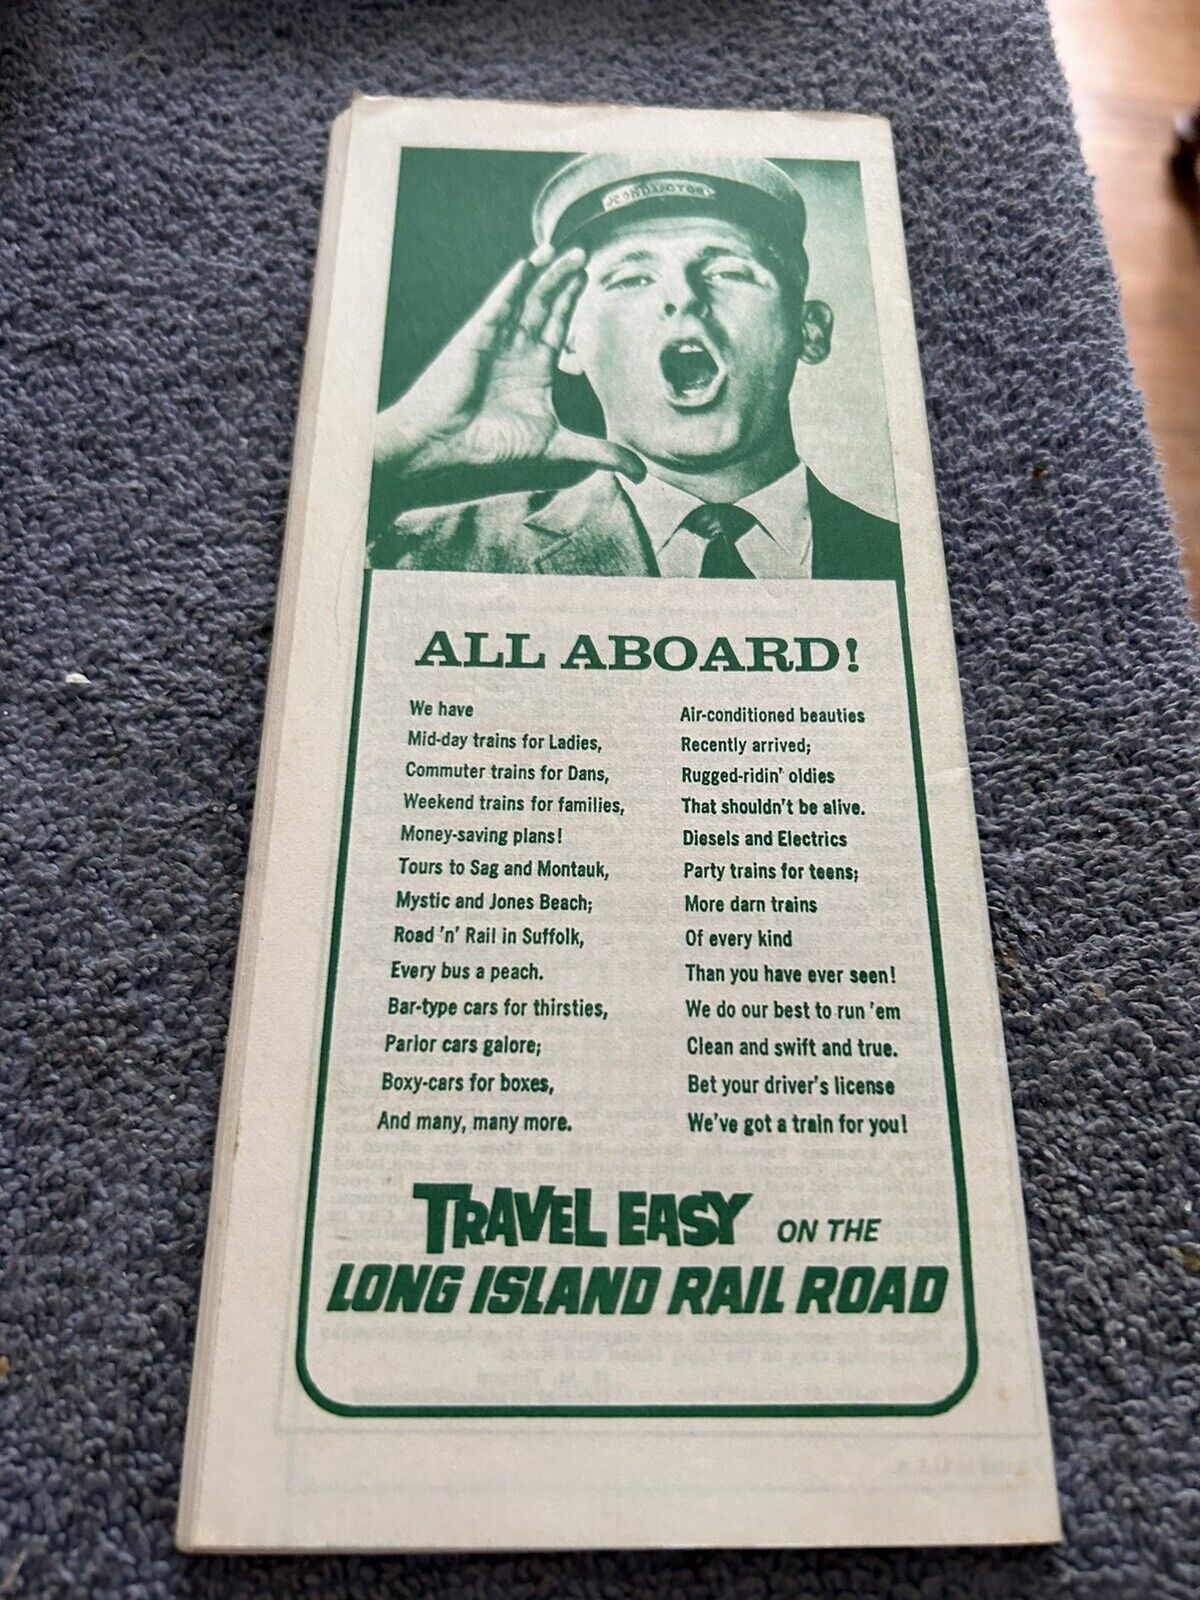 CONDUCTOR
ALL ABOARD!
We have
Mid-day trains for Ladies,
Commuter trains for Dans,
Weekend trains for families,
Money-saving plans!
Tours to Sag and Montauk,
Mystic and Jones Beach;
Road 'n' Rail in Suffolk,
Every bus a peach.
Bar-type cars for thirsties,
Parlor cars galore;
Boxy-cars for boxes,
And many, many more.
Air-conditioned beauties
Recently arrived;
Rugged-ridin' oldies
That shouldn't be alive.
Diesels and Electrics
Party trains for teens;
More darn trains
Of every kind
Than you have ever seen!
We do our best to run 'em
Clean and swift and true.
Bet your driver's license
We've got a train for you!
TRAVEL EASY ON THE
LONG ISLAND RAIL ROAD